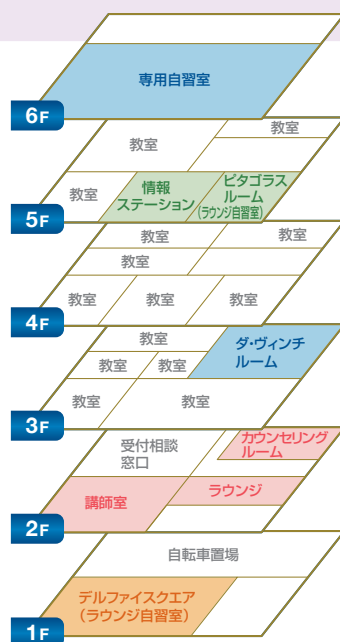 専用自習室
6F
教室
教室
教室
情報
ステーション
ピタゴラス
ルーム
(ラウンジ自習室)
5F
教室
教室
教室
教室
教室
教室
4F
教室
教室
教室
ダ・ヴィンチ
ルーム
教室
教室
3F
受付相談
窓口
カウンセリング
ルーム
講師室
ラウンジ
2F
自転車置場
デルファイスクエア
(ラウンジ自習室)
1F